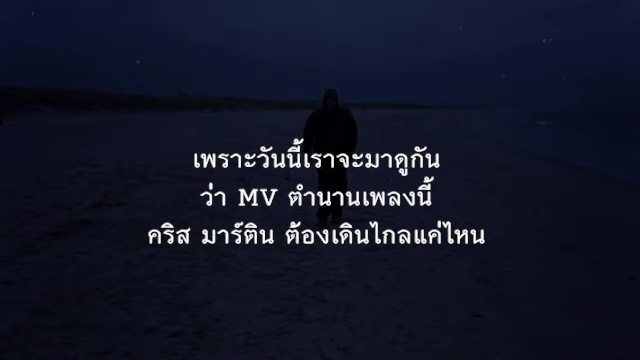 เพราะวันนี้เราจะมาดูกัน
ว่า MV ตำนานเพลงนี้
คริส มาร์ติน ต้องเดินไกลแค่ไหน